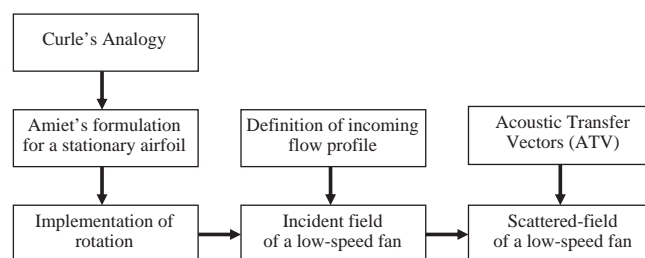 Curle's Analogy
Amiet's formulation
for a stationary airfoil
Definition of incoming
flow profile
Acoustic Transfer
Vectors (ATV)
Implementation of
rotation
Incident field
of a low-speed fan
Scattered-field
of a low-speed fan